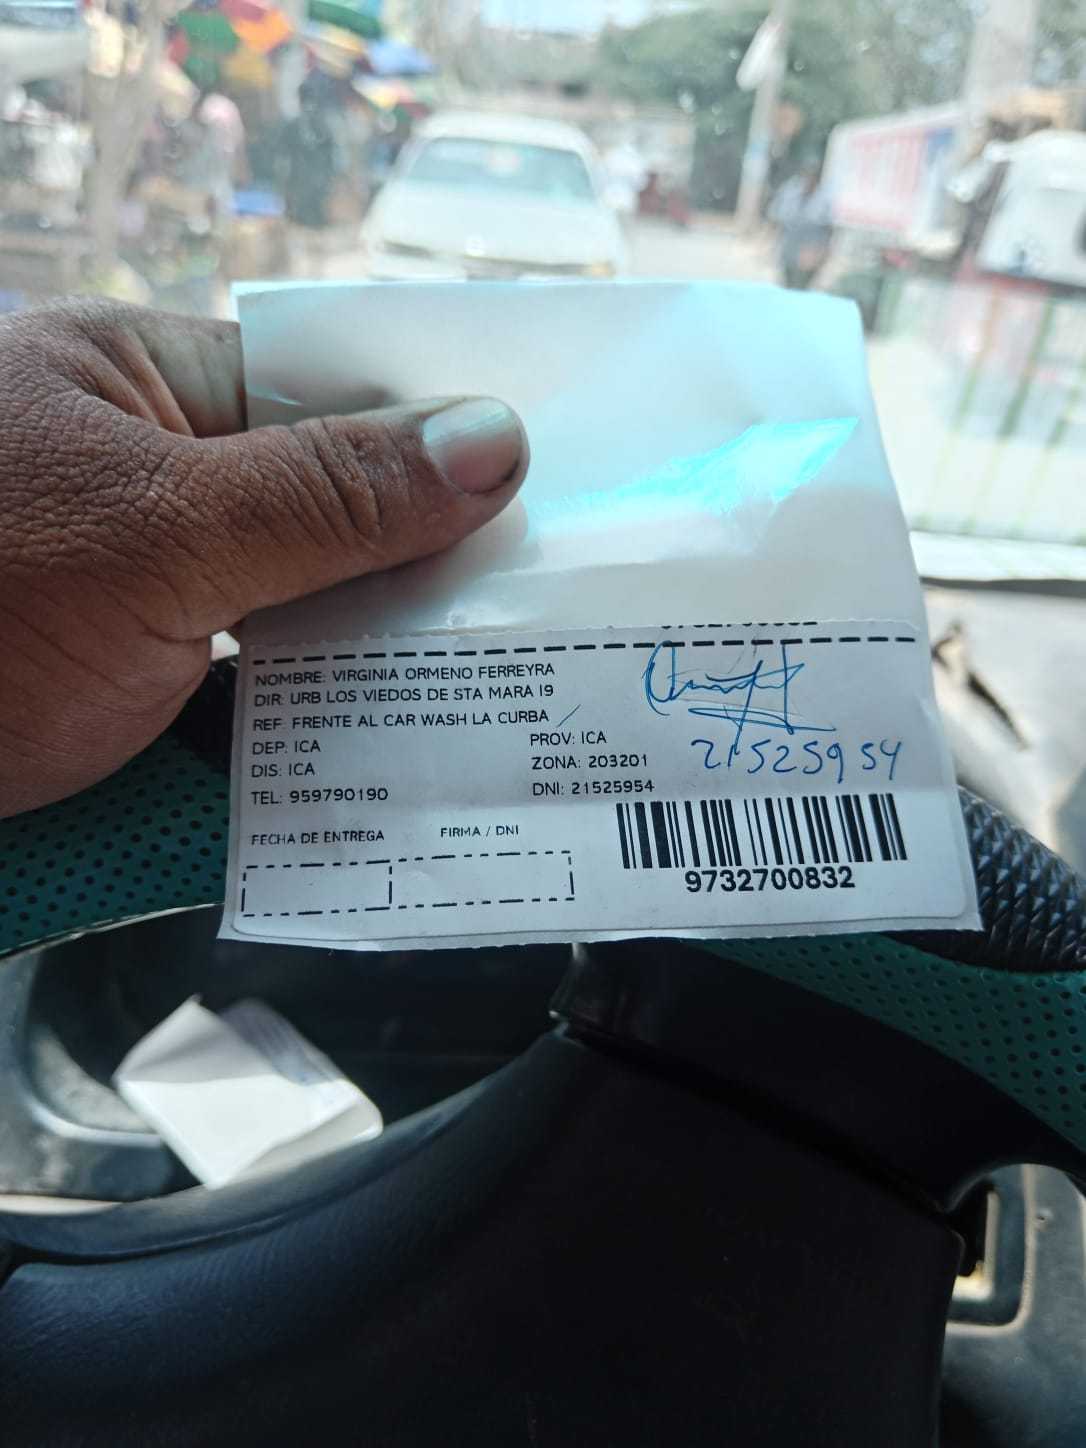 NOMBRE: VIRGINIA ORMENO FERREYRA
DIR: URB LOS VIEDOS DE STA MARA I9
REF: FRENTE AL CAR WASH LA CURBA
DEP: ICA PROV: ICA
DIS: ICA ZONA: 203201
TEL: 959790190 DNI: 21525954
21525954
FECHA DE ENTREGA FIRMA / DNI
9732700832